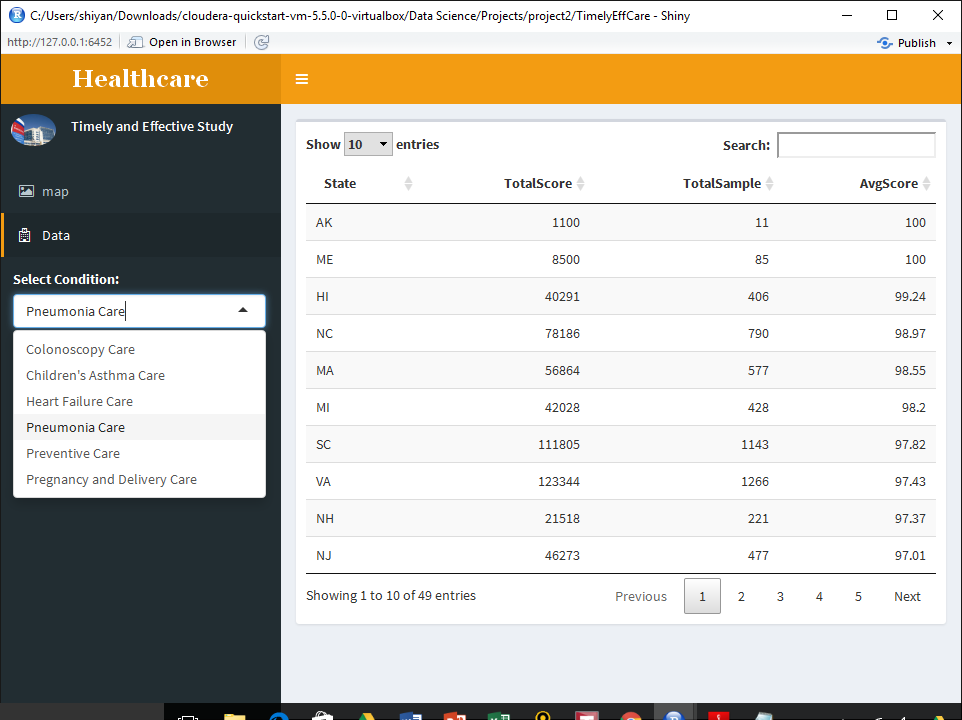 C:/Users/shiyan/Downloads/cloudera-quickstart-vm-5.5.0-0-virtualbox/Data Science/Projects/project2/TimelyEffCare - Shiny
http://127.0.0.1:6452 Open in Browser Publish
Healthcare
Timely and Effective Study
map
Data
Select Condition:
Pneumonia Care
Colonoscopy Care
Children's Asthma Care
Heart Failure Care
Pneumonia Care
Preventive Care
Pregnancy and Delivery Care
Show 10 entries Search:
State TotalScore TotalSample AvgScore
AK 1100 11 100
ME 8500 85 100
HI 40291 406 99.24
NC 78186 790 98.97
MA 56864 577 98.55
MI 42028 428 98.2
SC 111805 1143 97.82
VA 123344 1266 97.43
NH 21518 221 97.37
NJ 46273 477 97.01
Showing 1 to 10 of 49 entries Previous 1 2 3 4 5 Next